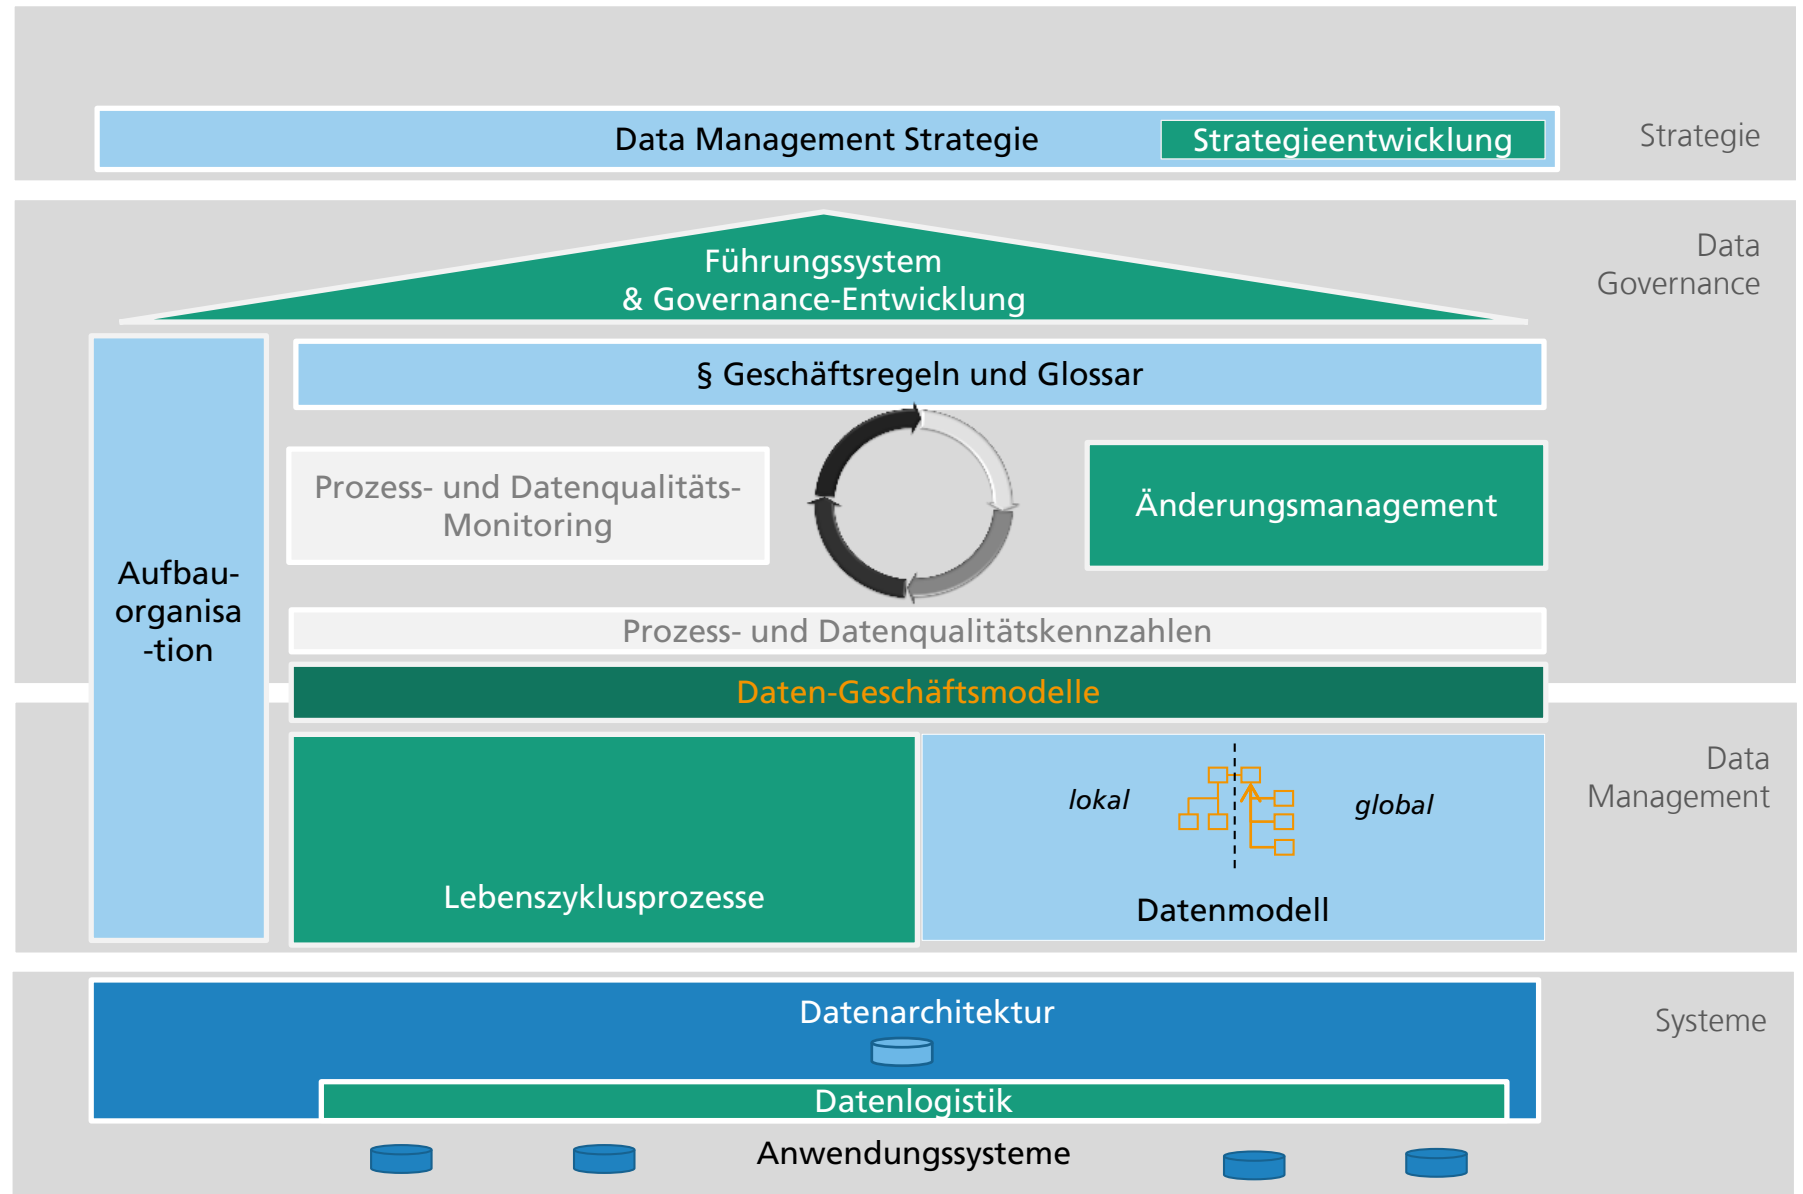 Data Management Strategie
Strategieentwicklung
Strategie
Führungssystem
& Governance-Entwicklung
Data
Governance
§ Geschäftsregeln und Glossar
Prozess- und Datenqualitäts-
Monitoring
Änderungsmanagement
Aufbau-
organisa
-tion
Prozess- und Datenqualitätskennzahlen
Daten-Geschäftsmodelle
Lebenszyklusprozesse
lokal
global
Datenmodell
Data
Management
Datenarchitektur
Systeme
Datenlogistik
Anwendungssysteme